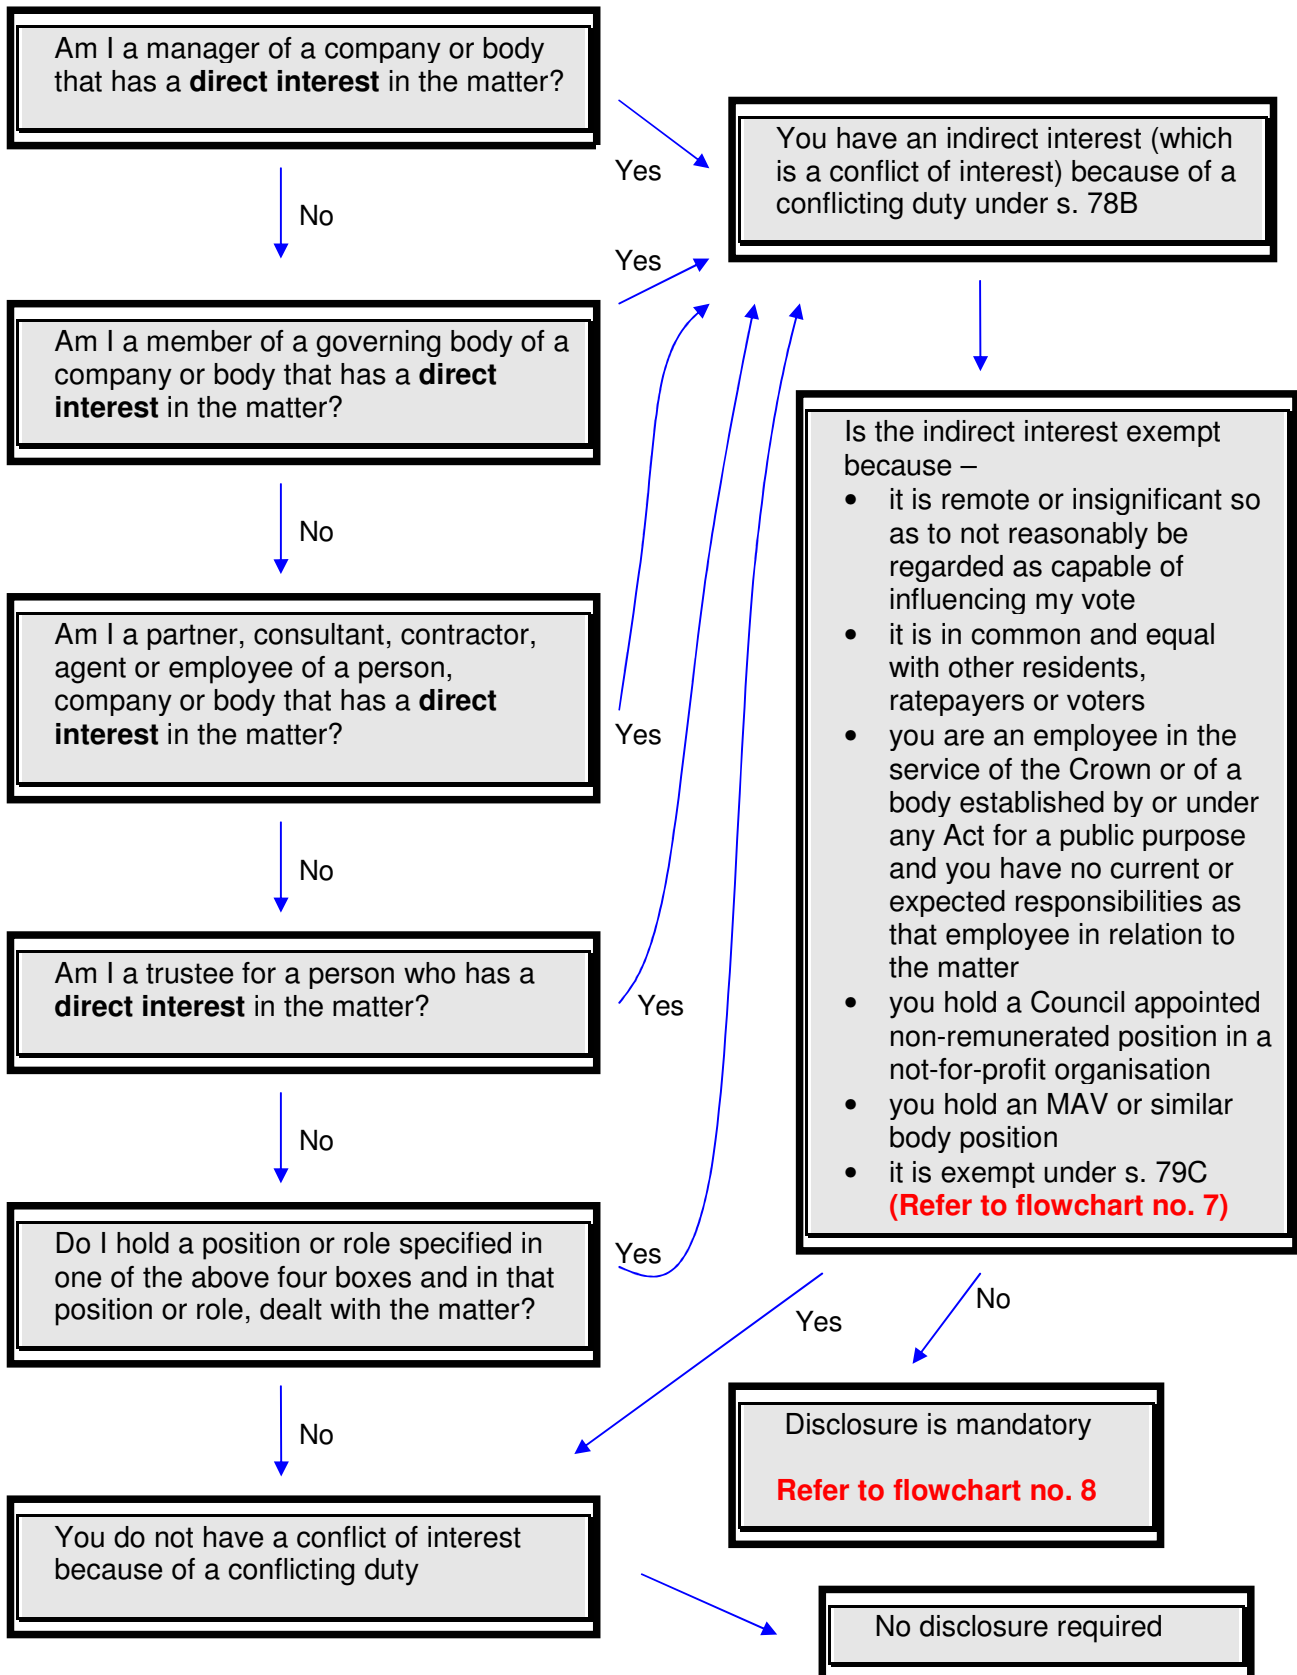 Am I a manager of a company or body
that has a direct interest in the matter?
Yes
No
You have an indirect interest (which
is a conflict of interest) because of a
conflicting duty under s. 78B
Yes
Am I a member of a governing body of a
company or body that has a direct
interest in the matter?
No
Am I a partner, consultant, contractor,
agent or employee of a person,
company or body that has a direct
interest in the matter?
Yes
No
Am I a trustee for a person who has a
direct interest in the matter?
Yes
No
Do I hold a position or role specified in
one of the above four boxes and in that
position or role, dealt with the matter?
Yes
No
You do not have a conflict of interest
because of a conflicting duty
Is the indirect interest exempt
because –
• it is remote or insignificant so
as to not reasonably be
regarded as capable of
influencing my vote
• it is in common and equal
with other residents,
ratepayers or voters
• you are an employee in the
service of the Crown or of a
body established by or under
any Act for a public purpose
and you have no current or
expected responsibilities as
that employee in relation to
the matter
• you hold a Council appointed
non-remunerated position in a
not-for-profit organisation
• you hold an MAV or similar
body position
• it is exempt under s. 79C
(Refer to flowchart no. 7)
Yes
No
Disclosure is mandatory
Refer to flowchart no. 8
No disclosure required